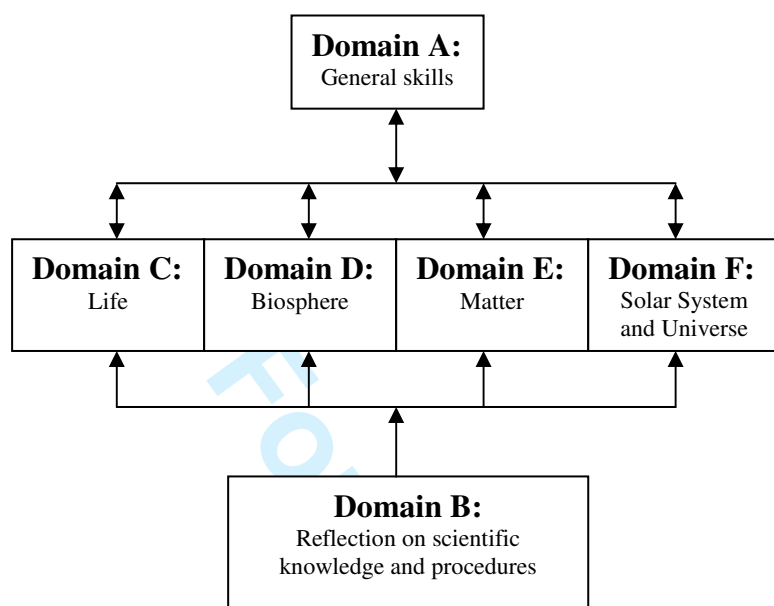 Domain A:
General skills
Domain C:
Life
Domain D:
Biosphere
Domain E:
Matter
Domain F:
Solar System
and Universe
Fo
Domain B:
Reflection on scientific
knowledge and procedures